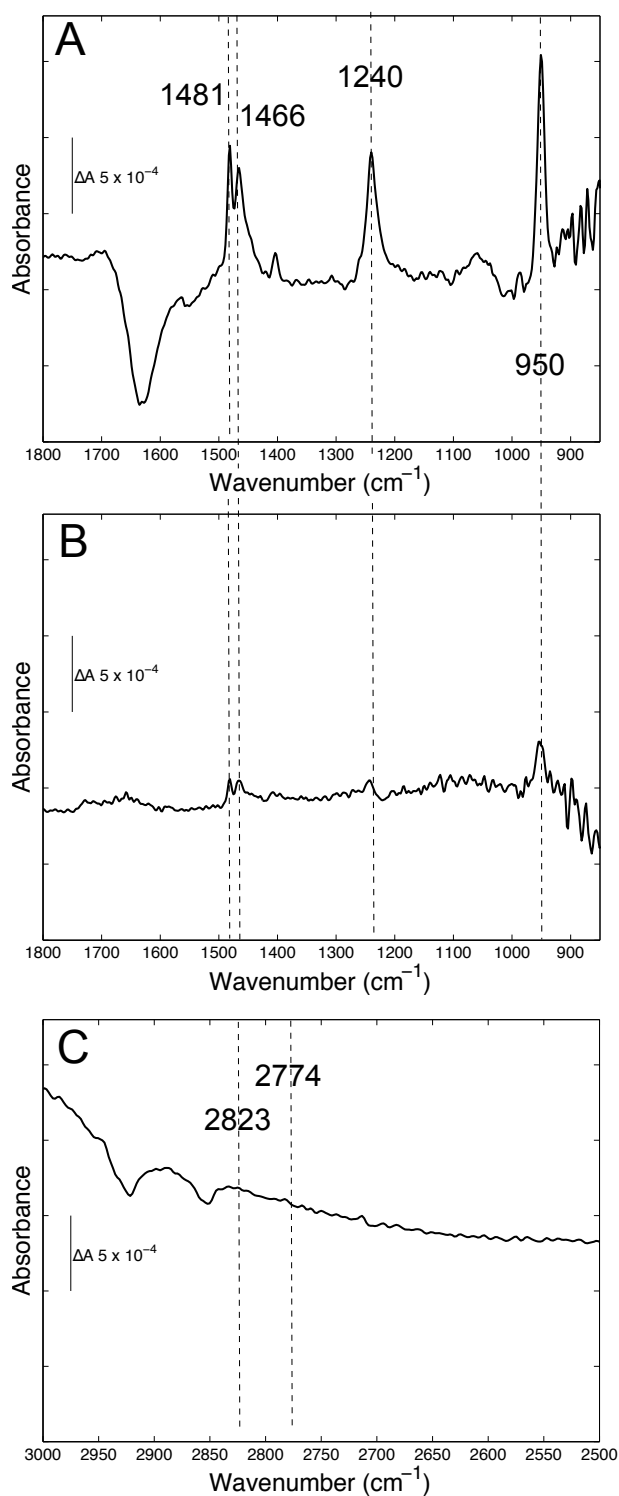 A
1481
1466
1240
950
ΔA 5 x 10⁻⁴
Absorbance
1800 1700 1600 1500 1400 1300 1200 1100 1000 900
Wavenumber (cm⁻¹)
B
ΔA 5 x 10⁻⁴
Absorbance
1800 1700 1600 1500 1400 1300 1200 1100 1000 900
Wavenumber (cm⁻¹)
C
2774
2823
ΔA 5 x 10⁻⁴
Absorbance
3000 2950 2900 2850 2800 2750 2700 2650 2600 2550 2500
Wavenumber (cm⁻¹)